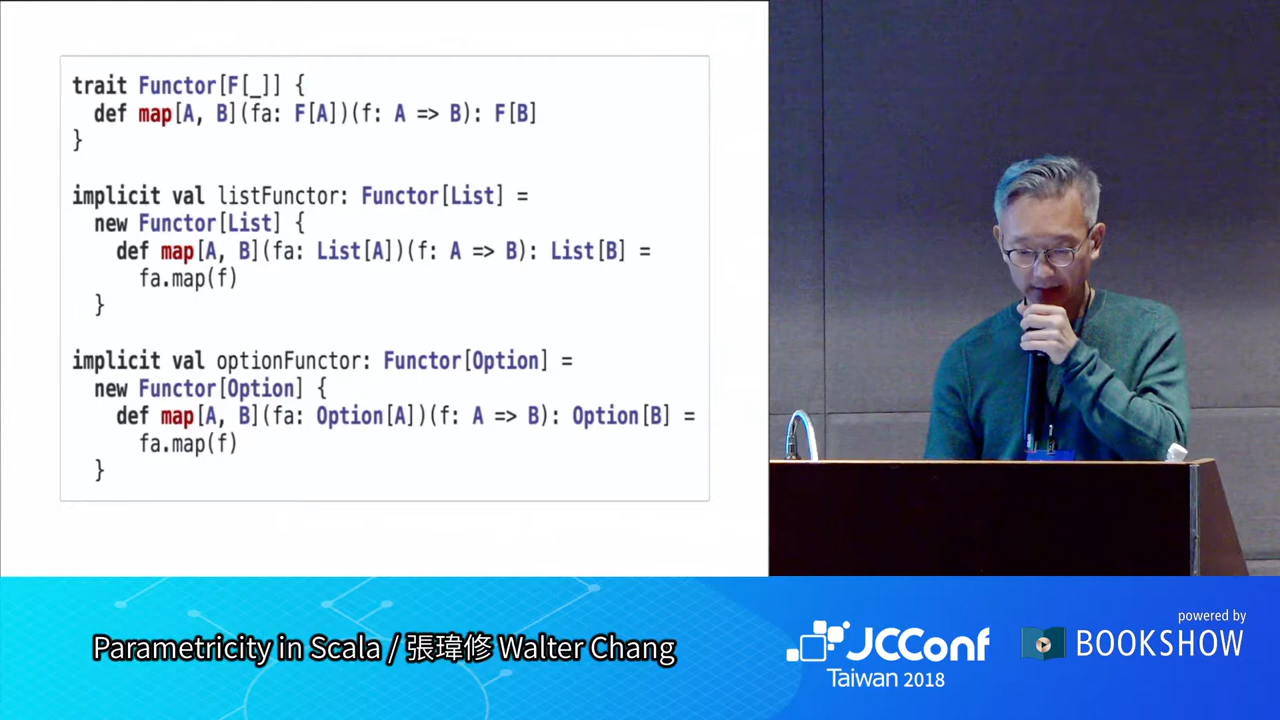 trait Functor[F[_]] {
  def map[A, B](fa: F[A])(f: A => B): F[B]
}
implicit val listFunctor: Functor[List] =
  new Functor[List] {
    def map[A, B](fa: List[A])(f: A => B): List[B] =
      fa.map(f)
  }
implicit val optionFunctor: Functor[Option] =
  new Functor[Option] {
    def map[A, B](fa: Option[A])(f: A => B): Option[B] =
      fa.map(f)
  }
Parametricity in Scala / 張瑋修 Walter Chang
JCConf
Taiwan 2018
powered by
BOOKSHOW